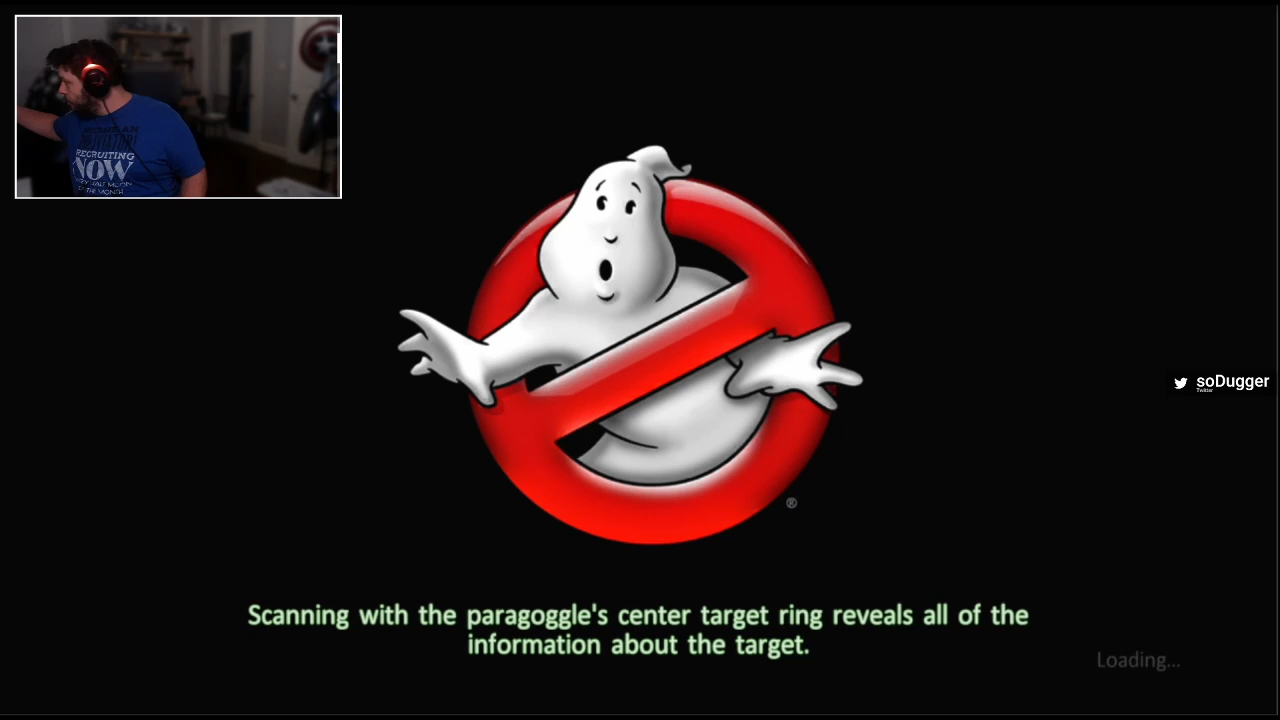 RECRUITING
NOW
soDugger
Twitter
®
Scanning with the paragoggle's center target ring reveals all of the
information about the target.
Loading...